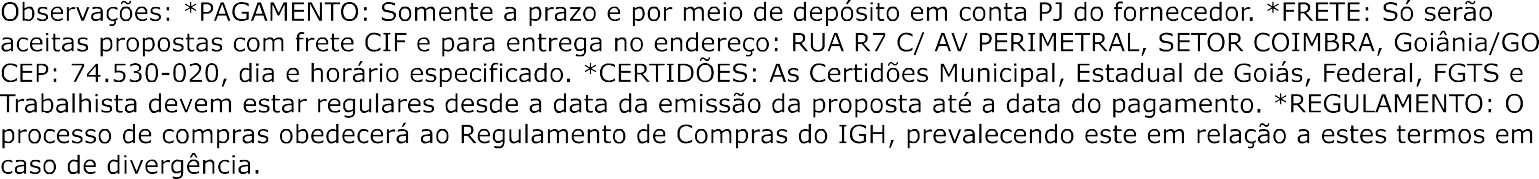 Observações: *PAGAMENTO: Somente a prazo e por meio de depósito em conta PJ do fornecedor. *FRETE: Só serão
aceitas propostas com frete CIF e para entrega no endereço: RUA R7 C/ AV PERIMETRAL, SETOR COIMBRA, Goiânia/GO
CEP: 74.530-020, dia e horário especificado. *CERTIDÕES: As Certidões Municipal, Estadual de Goiás, Federal, FGTS e
Trabalhista devem estar regulares desde a data da emissão da proposta até a data do pagamento. *REGULAMENTO: O
processo de compras obedecerá ao Regulamento de Compras do IGH, prevalecendo este em relação a estes termos em
caso de divergência.